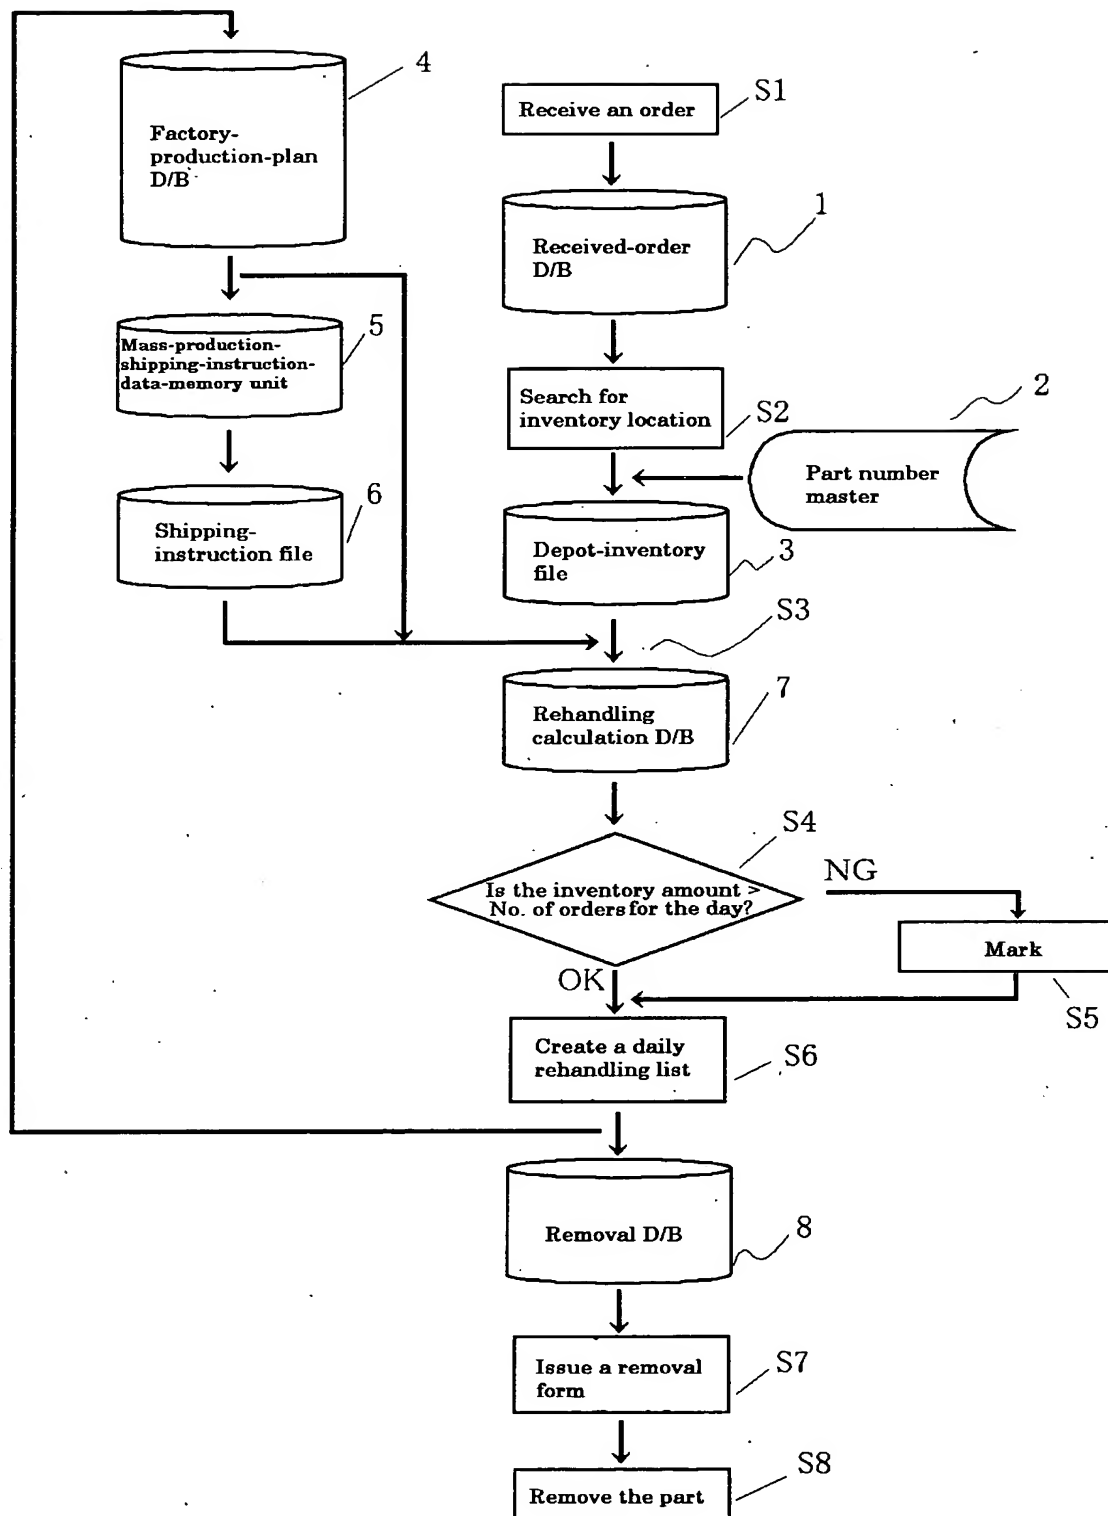 4
Factory-
production-plan
D/B
Receive an order
S1
Received-order
D/B
1
Mass-production-
shipping-instruction-
data-memory unit
5
Search for
inventory location
S2
2
Part number
master
Shipping-
instruction file
6
Depot-inventory
file
3
S3
Rehandling
calculation D/B
7
S4
Is the inventory amount >
No. of orders for the day?
NG
Mark
S5
OK
Create a daily
rehandling list
S6
Removal D/B
8
Issue a removal
form
S7
Remove the part
S8